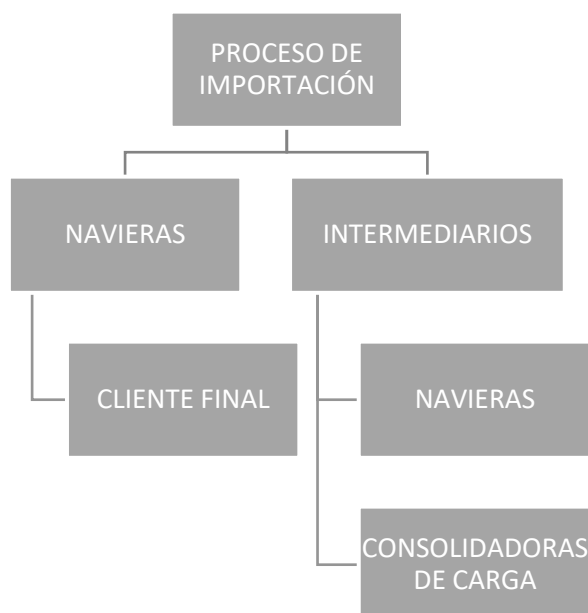 PROCESO DE
IMPORTACIÓN
NAVIERAS
INTERMEDIARIOS
CLIENTE FINAL
NAVIERAS
CONSOLIDADORAS
DE CARGA